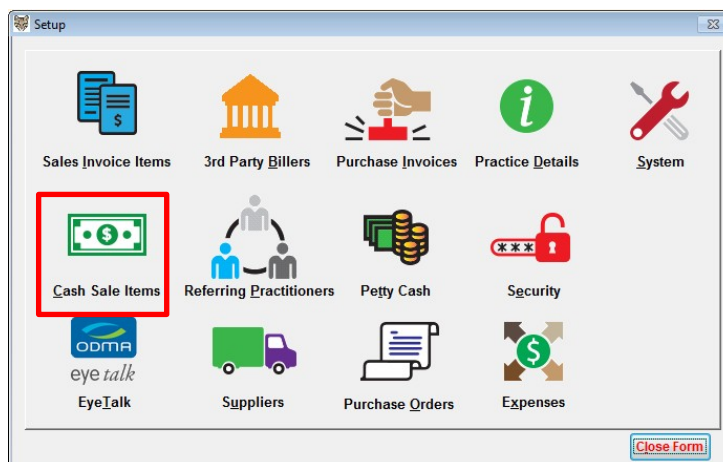 Setup
Sales Invoice Items
3rd Party Billers
Purchase Invoices
Practice Details
System
Cash Sale Items
Referring Practitioners
Petty Cash
Security
ODMA
eye talk
EyeTalk
Suppliers
Purchase Orders
Expenses
Close Form